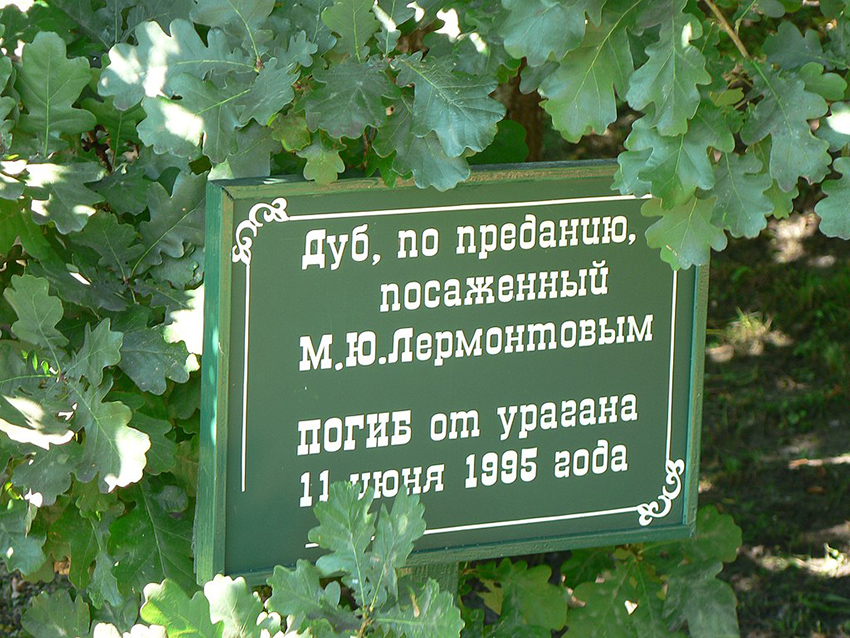 Дуб, по преданию,
посаженный
М.Ю.Лермонтовым
ПОГИБ от урагана
11 июня 1995 года